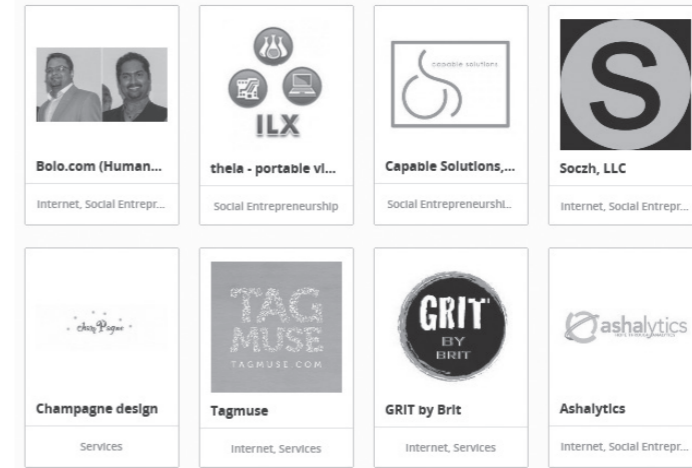 capable solutions
ILX
S
Bolo.com (Human...
thela - portable vi...
Capable Solutions,...
Soczh, LLC
Internet, Social Entrepr...
Social Entrepreneurship
Social Entrepreneurshi...
Internet, Social Entrepr...
TAG
MUSE
TAGMUSE.COM
GRIT
BY
BRIT
ashalytics
Champagne design
Tagmuse
GRIT by Brit
Ashalytics
Services
Internet, Services
Internet, Services
Internet, Social Entrepr...